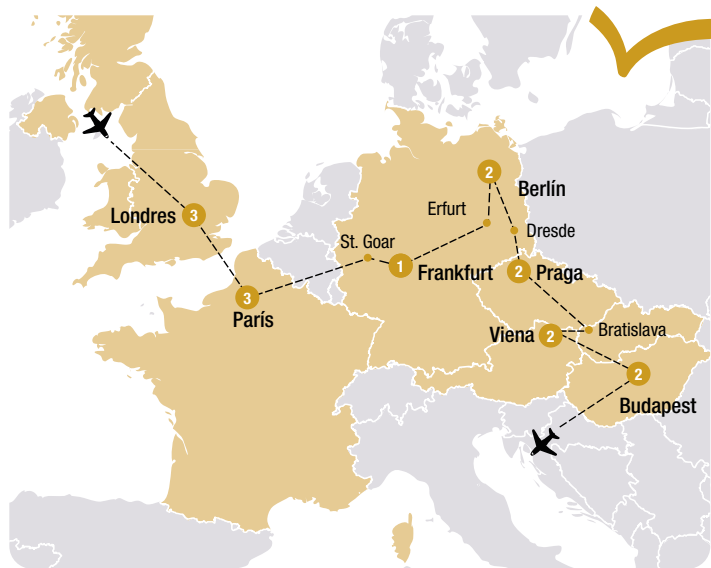 Londres 3
3
París
St. Goar
1 Frankfurt
Erfurt
2
Berlín
Dresde
2 Praga
Bratislava
Viena 2
2
Budapest